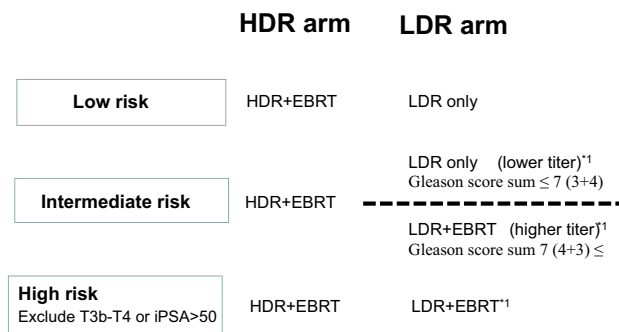 HDR arm LDR arm
Low risk HDR+EBRT LDR only
LDR only (lower titer)*1
Gleason score sum ≤ 7 (3+4)
Intermediate risk HDR+EBRT
LDR+EBRT (higher titer)*1
Gleason score sum 7 (4+3) ≤
High risk
Exclude T3b-T4 or iPSA>50 HDR+EBRT LDR+EBRT*1